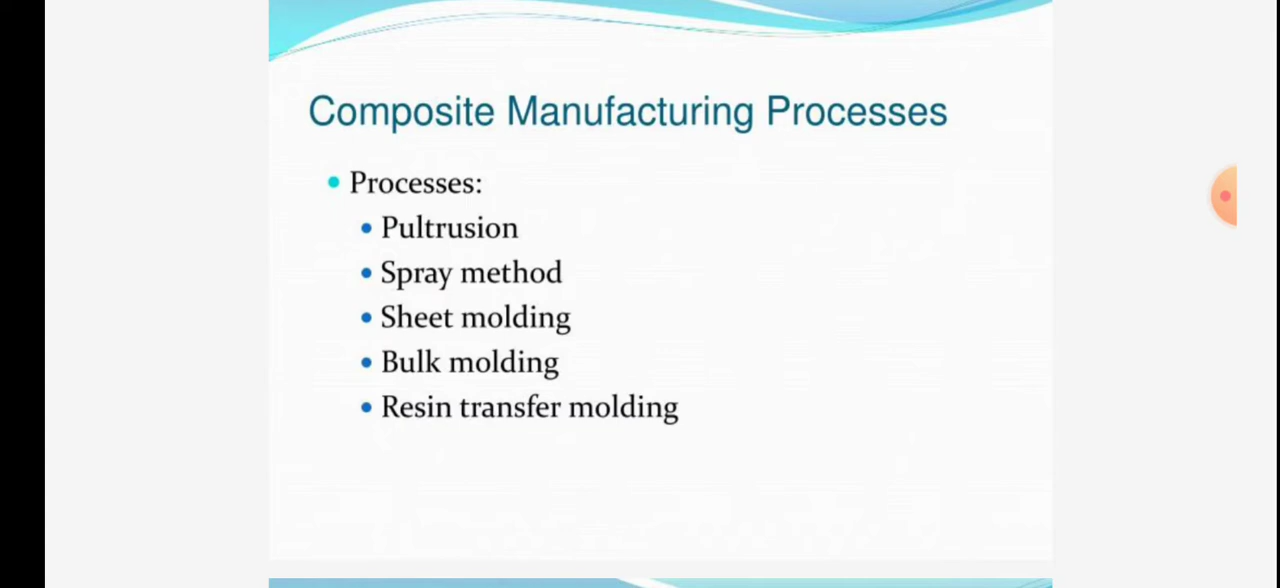 Composite Manufacturing Processes
Processes:
Pultrusion
Spray method
Sheet molding
Bulk molding
Resin transfer molding